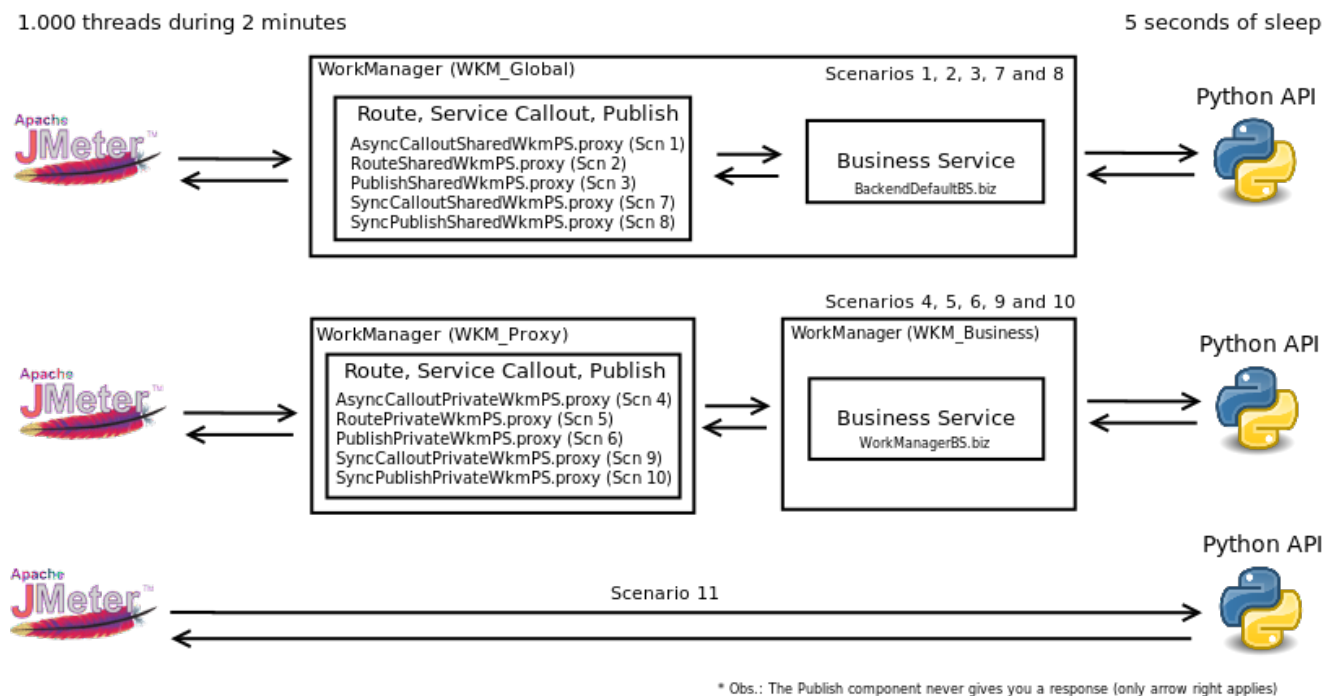 1.000 threads during 2 minutes
5 seconds of sleep
WorkManager (WKM_Global)
Scenarios 1, 2, 3, 7 and 8
Apache
JMeter™
Route, Service Callout, Publish
AsyncCalloutSharedWkmPS.proxy (Scn 1)
RouteSharedWkmPS.proxy (Scn 2)
PublishSharedWkmPS.proxy (Scn 3)
SyncCalloutSharedWkmPS.proxy (Scn 7)
SyncPublishSharedWkmPS.proxy (Scn 8)
Business Service
BackendDefaultBS.biz
Python API
Scenarios 4, 5, 6, 9 and 10
WorkManager (WKM_Proxy)
WorkManager (WKM_Business)
Apache
JMeter™
Route, Service Callout, Publish
AsyncCalloutPrivateWkmPS.proxy (Scn 4)
RoutePrivateWkmPS.proxy (Scn 5)
PublishPrivateWkmPS.proxy (Scn 6)
SyncCalloutPrivateWkmPS.proxy (Scn 9)
SyncPublishPrivateWkmPS.proxy (Scn 10)
Business Service
WorkManagerBS.biz
Python API
Apache
JMeter™
Scenario 11
Python API
* Obs.: The Publish component never gives you a response (only arrow right applies)